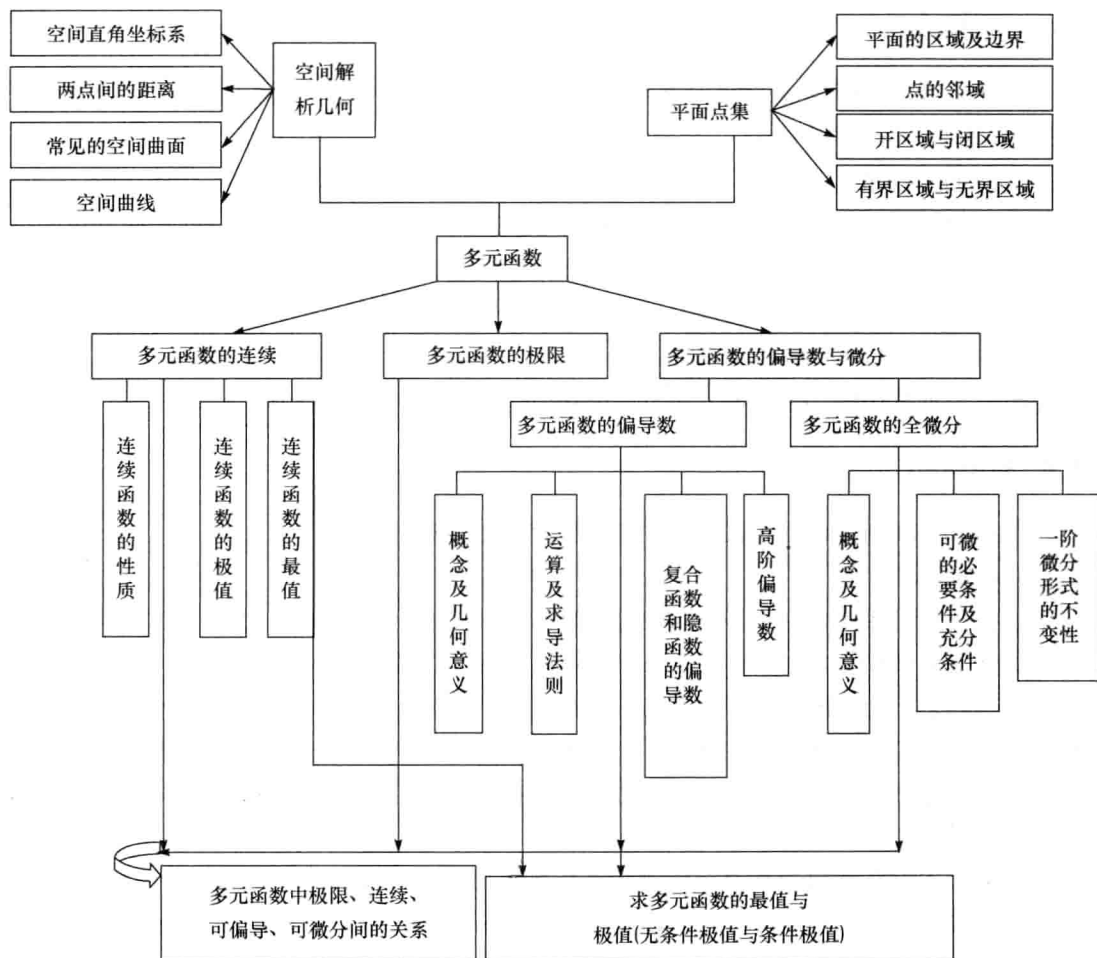 空间直角坐标系
两点间的距离
常见的空间曲面
空间曲线
空间解
析几何
平面点集
平面的区域及边界
点的邻域
开区域与闭区域
有界区域与无界区域
多元函数
多元函数的连续
多元函数的极限
多元函数的偏导数与微分
连续函数的性质
连续函数的极值
连续函数的最值
多元函数的偏导数
多元函数的全微分
概念及几何意义
运算及求导法则
复合
函数
和隐
函数
的偏
导数
高阶偏导数
概念及几何意义
可微
的必
要条
件及
充分
条件
一阶
微分
形式
的不
变性
多元函数中极限、连续、
可偏导、可微分间的关系
求多元函数的最值与
极值(无条件极值与条件极值)